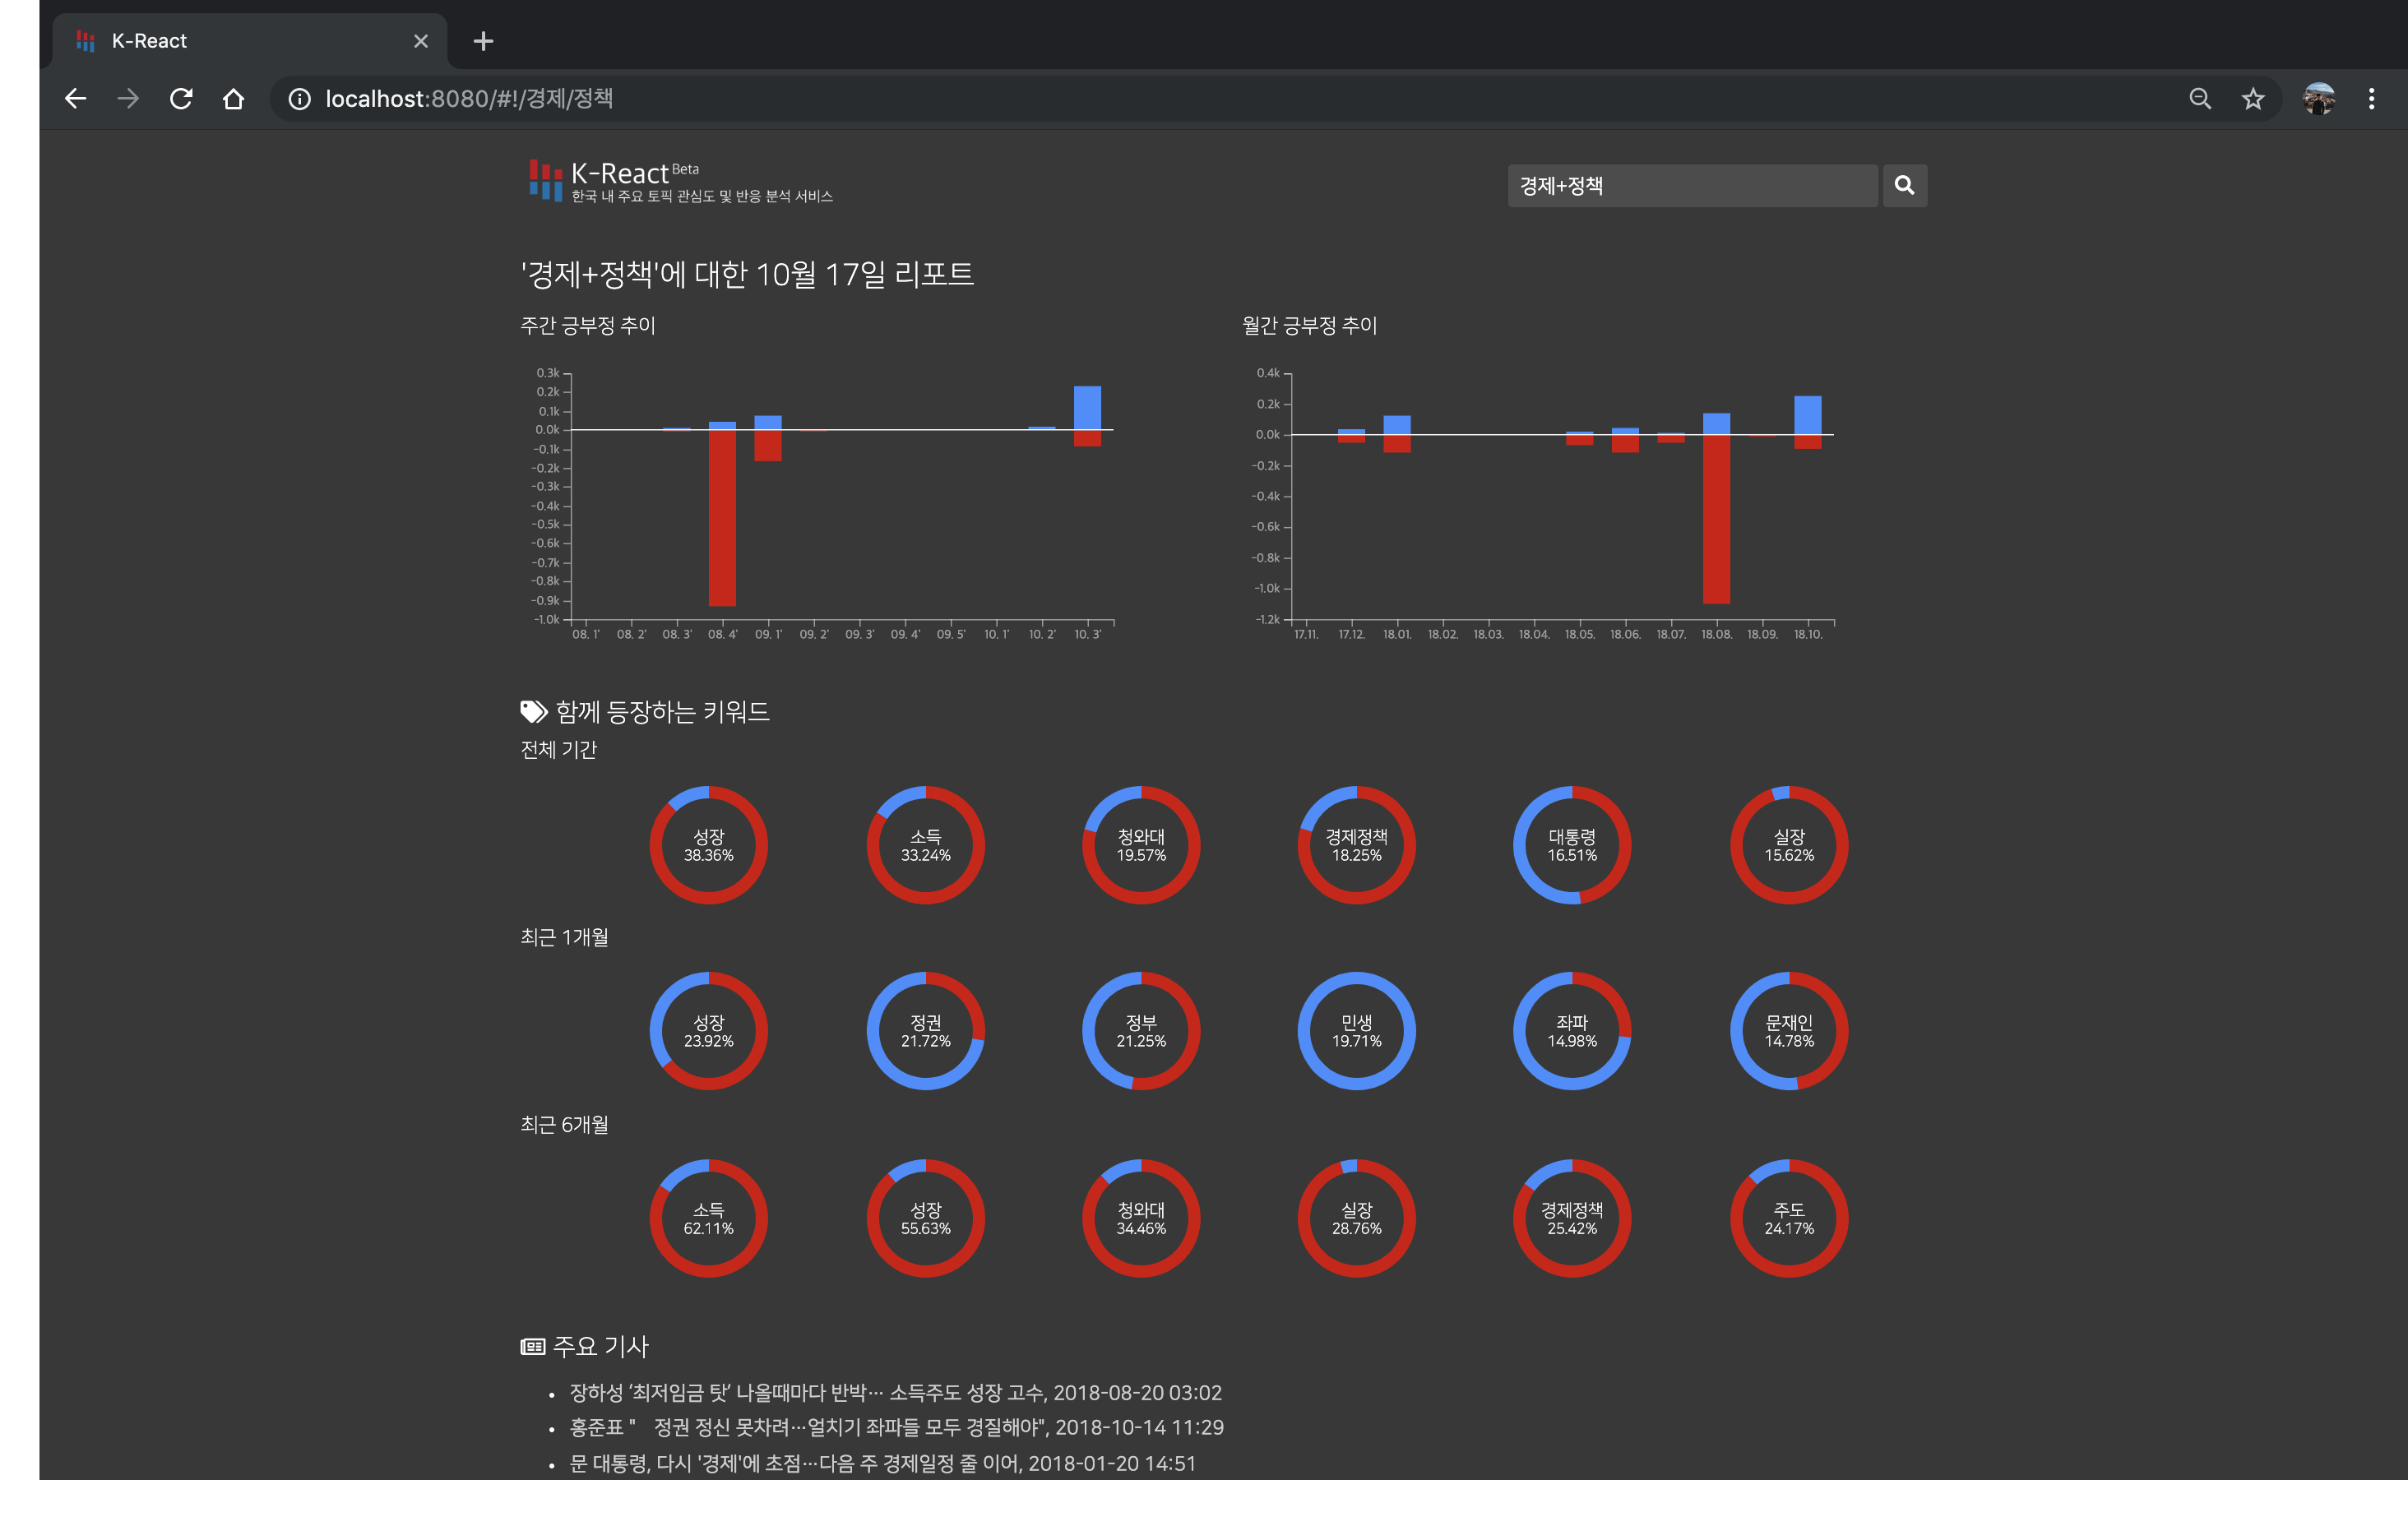 K-React
localhost:8080/#!/경제/정책
K-React Beta
한국 내 주요 토픽 관심도 및 반응 분석 서비스
경제+정책
'경제+정책'에 대한 10월 17일 리포트
주간 긍부정 추이
0.3k
0.2k
0.1k
0.0k
-0.1k
-0.2k
-0.3k
-0.4k
-0.5k
-0.6k
-0.7k
-0.8k
-0.9k
-1.0k
08. 1' 08. 2' 08. 3' 08. 4' 09. 1' 09. 2' 09. 3' 09. 4' 09. 5' 10. 1' 10. 2' 10. 3'
월간 긍부정 추이
0.4k
0.2k
0.0k
-0.2k
-0.4k
-0.6k
-0.8k
-1.0k
-1.2k
17.11. 17.12. 18.01. 18.02. 18.03. 18.04. 18.05. 18.06. 18.07. 18.08. 18.09. 18.10.
함께 등장하는 키워드
전체 기간
성장 소득 청와대 경제정책 대통령 실장
38.36% 33.24% 19.57% 18.25% 16.51% 15.62%
최근 1개월
성장 정권 정부 민생 좌파 문재인
23.92% 21.72% 21.25% 19.71% 14.98% 14.78%
최근 6개월
소득 성장 청와대 실장 경제정책 주도
62.11% 55.63% 34.46% 28.76% 25.42% 24.17%
주요 기사
• 장하성 ‘최저임금 탓’ 나올때마다 반박… 소득주도 성장 고수, 2018-08-20 03:02
• 홍준표 " 정권 정신 못차려…얼치기 좌파들 모두 경질해야", 2018-10-14 11:29
• 문 대통령, 다시 '경제'에 초점…다음 주 경제일정 줄 이어, 2018-01-20 14:51